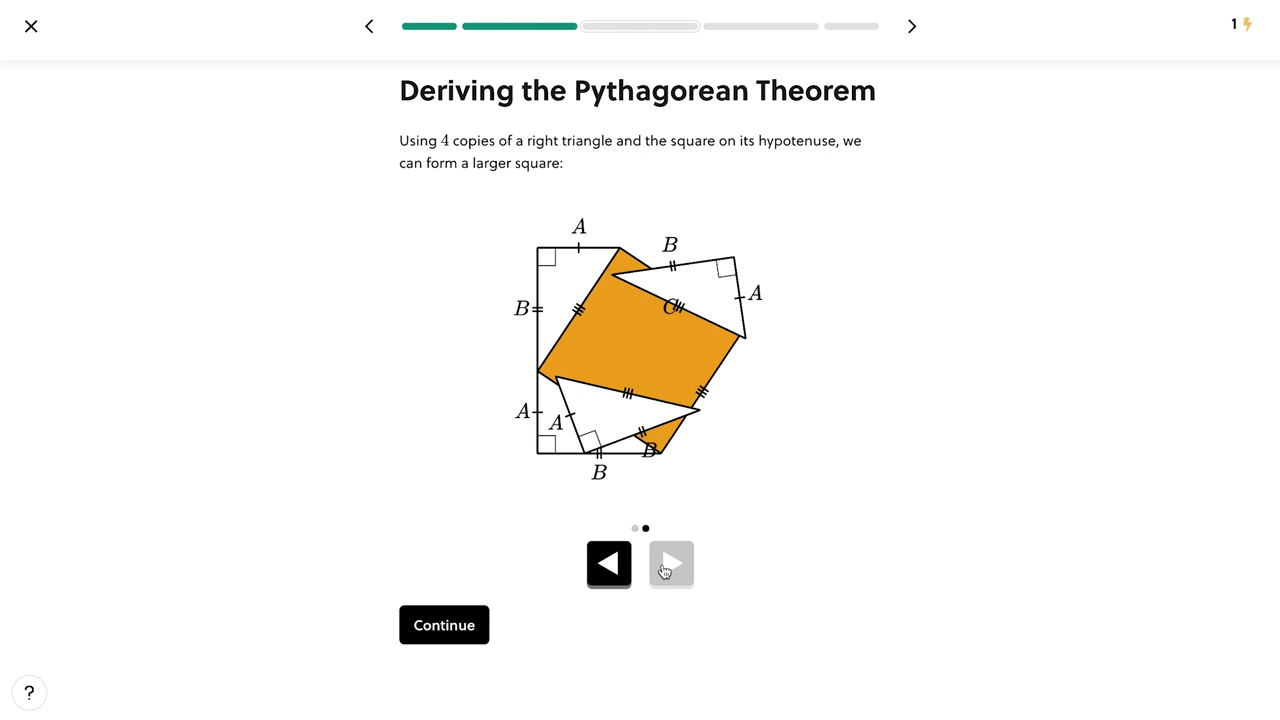 1
Deriving the Pythagorean Theorem
Using 4 copies of a right triangle and the square on its hypotenuse, we
can form a larger square:
A
B
B
C
A
A
A
B
B
Continue
?